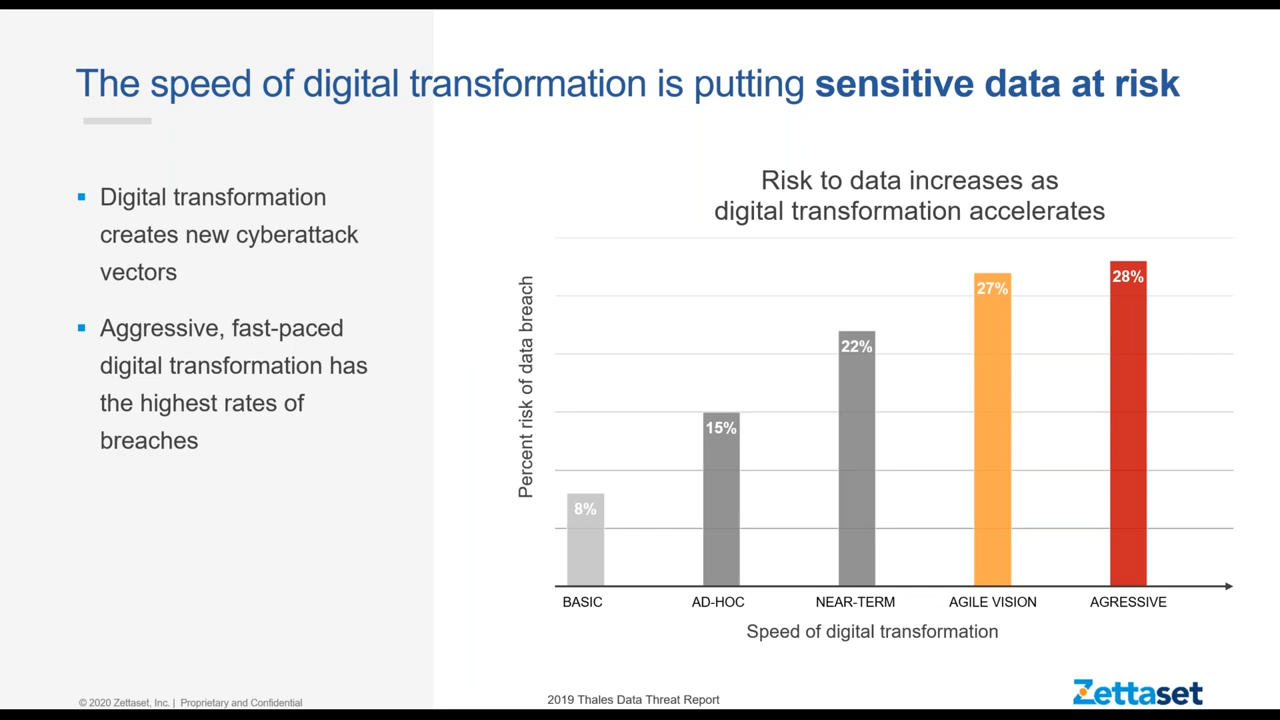 The speed of digital transformation is putting sensitive data at risk
▪ Digital transformation
creates new cyberattack
vectors
▪ Aggressive, fast-paced
digital transformation has
the highest rates of
breaches
Risk to data increases as
digital transformation accelerates
Percent risk of data breach
8%
15%
22%
27%
28%
BASIC
AD-HOC
NEAR-TERM
AGILE VISION
AGRESSIVE
Speed of digital transformation
© 2020 Zettaset, Inc. | Proprietary and Confidential
2019 Thales Data Threat Report
Zettaset